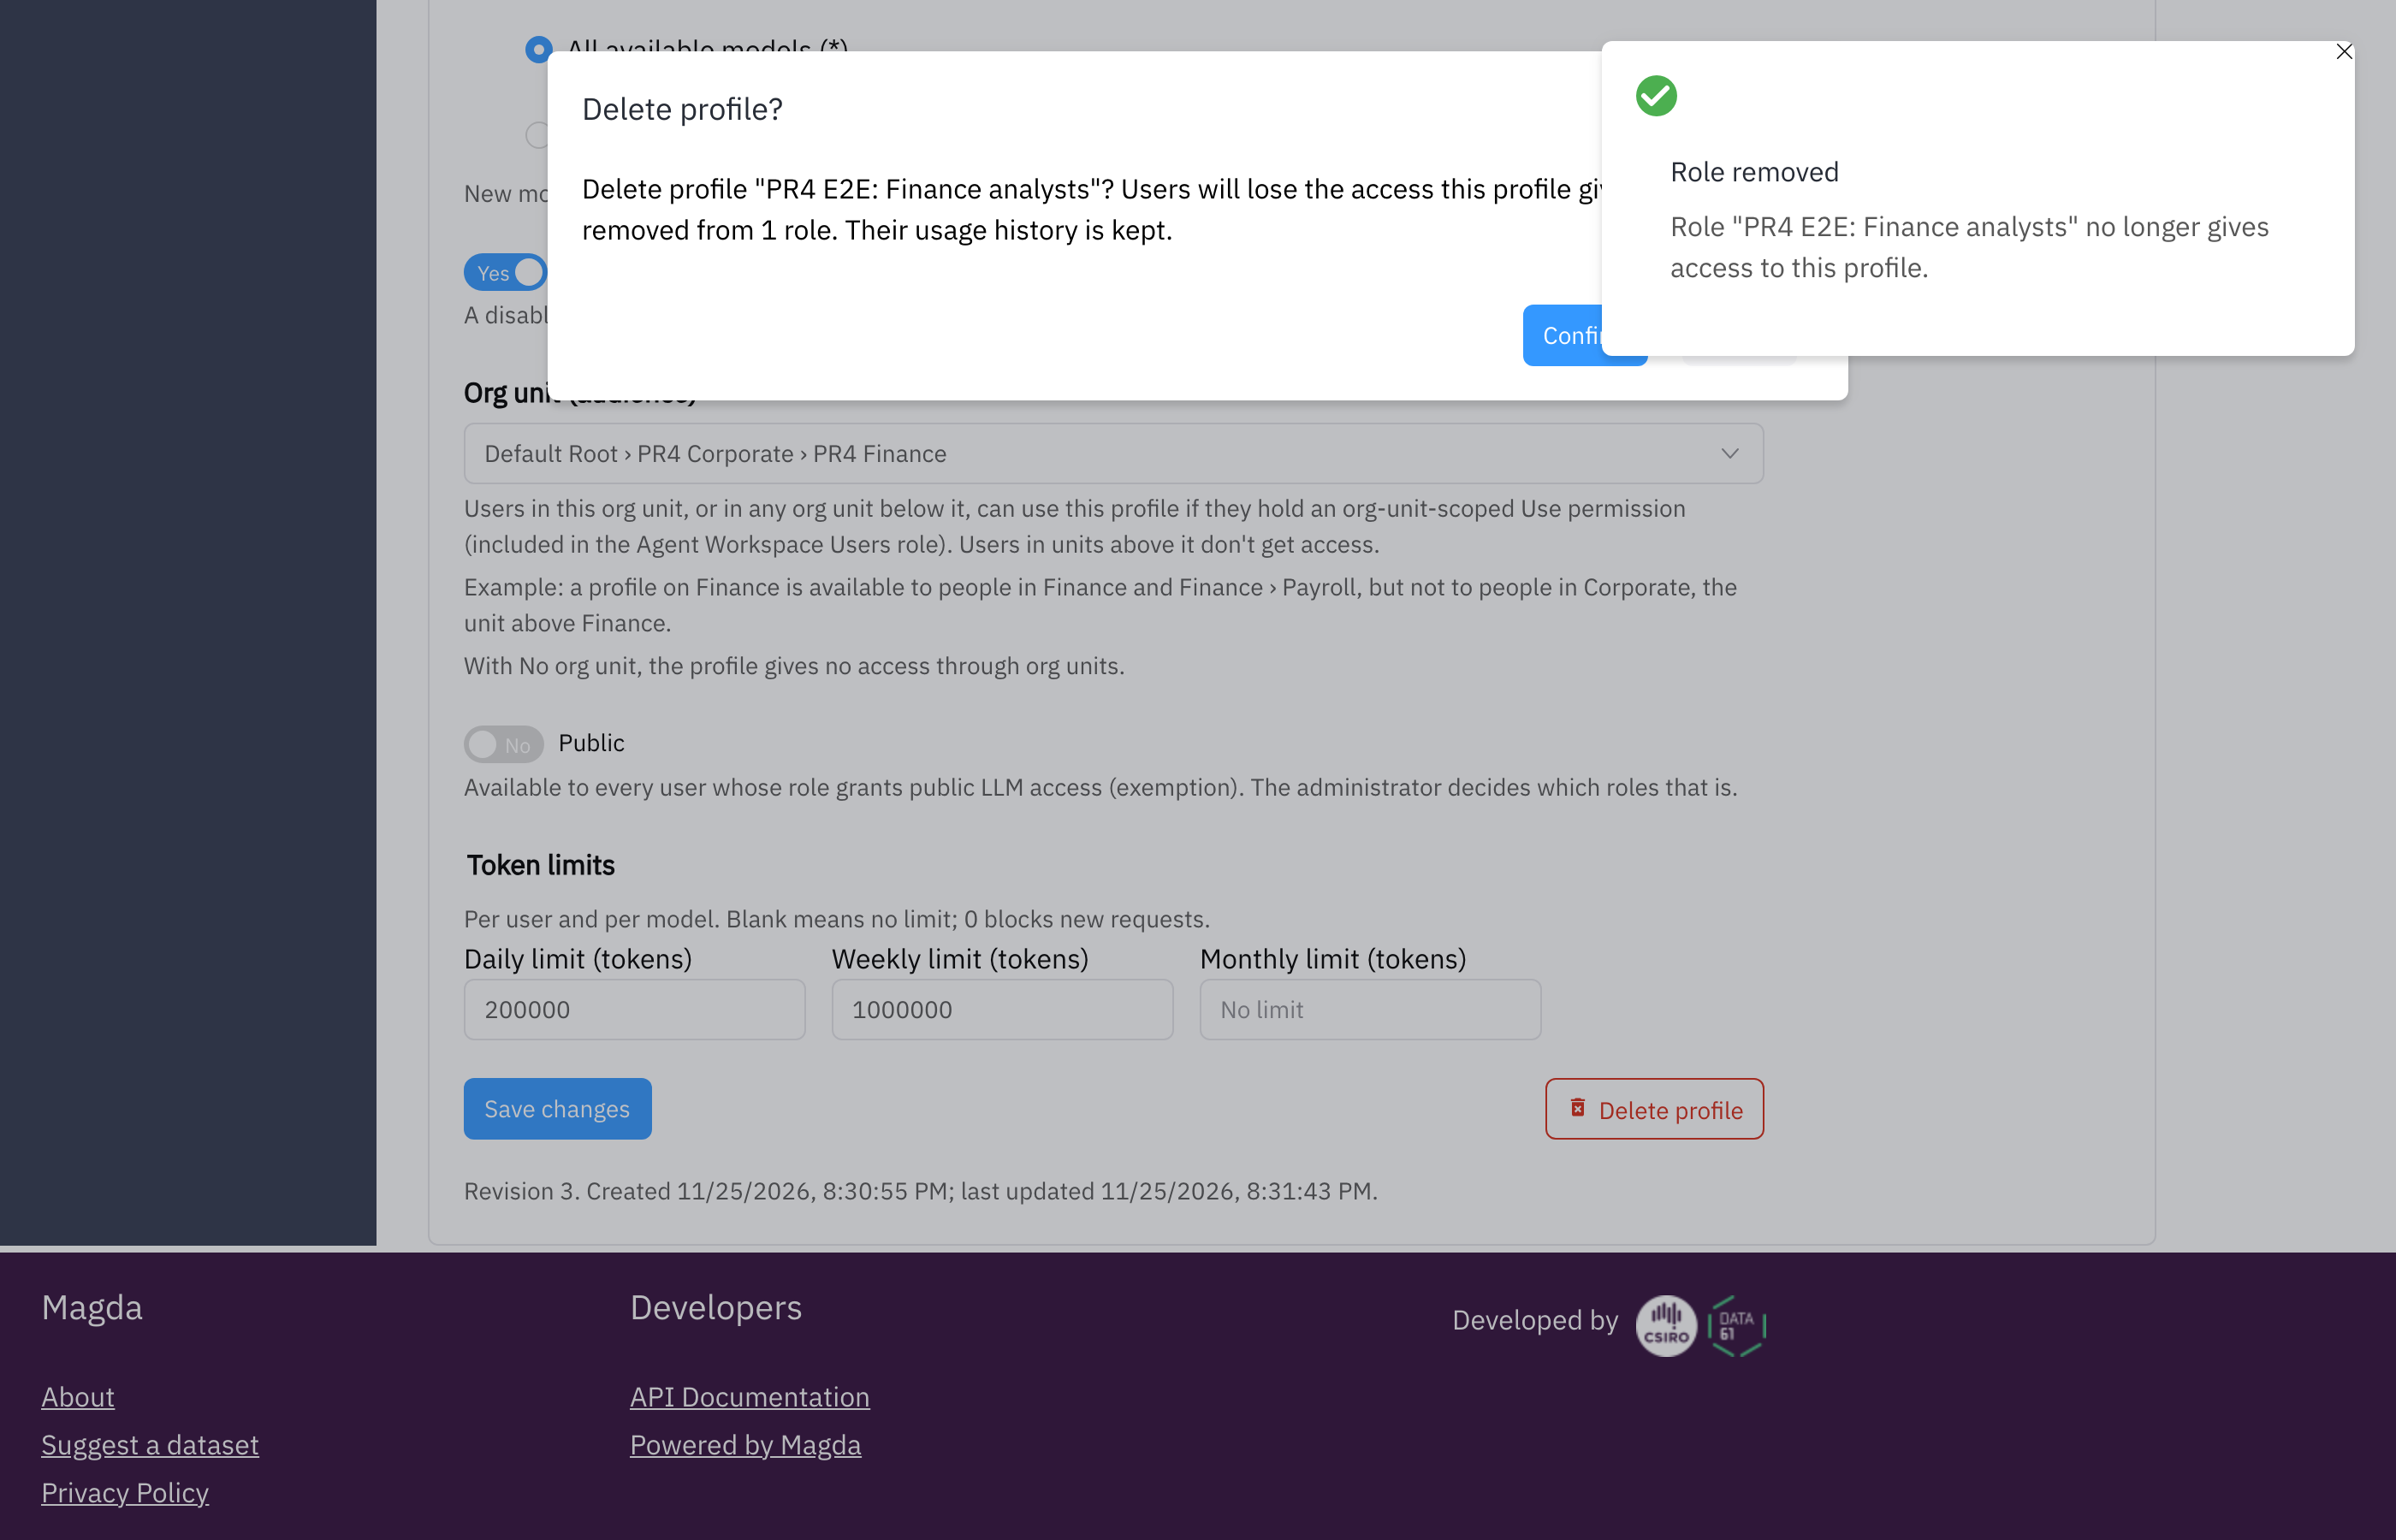 All available models (*)
Delete profile?
Delete profile "PR4 E2E: Finance analysts"? Users will lose the access this profile
removed from 1 role. Their usage history is kept.
Role removed
Role "PR4 E2E: Finance analysts" no longer gives
access to this profile.
New
Yes
A
Org unit (audience)
Default Root › PR4 Corporate › PR4 Finance
Users in this org unit, or in any org unit below it, can use this profile if they hold an org-unit-scoped Use permission
(included in the Agent Workspace Users role). Users in units above it don't get access.
Example: a profile on Finance is available to people in Finance and Finance › Payroll, but not to people in Corporate, the
unit above Finance.
With No org unit, the profile gives no access through org units.
No Public
Available to every user whose role grants public LLM access (exemption). The administrator decides which roles that is.
Token limits
Per user and per model. Blank means no limit; 0 blocks new requests.
Daily limit (tokens) Weekly limit (tokens) Monthly limit (tokens)
200000 1000000 No limit
Save changes Delete profile
Revision 3. Created 11/25/2026, 8:30:55 PM; last updated 11/25/2026, 8:31:43 PM.
Magda Developers Developed by CSIRO DATA 61
About API Documentation
Suggest a dataset Powered by Magda
Privacy Policy